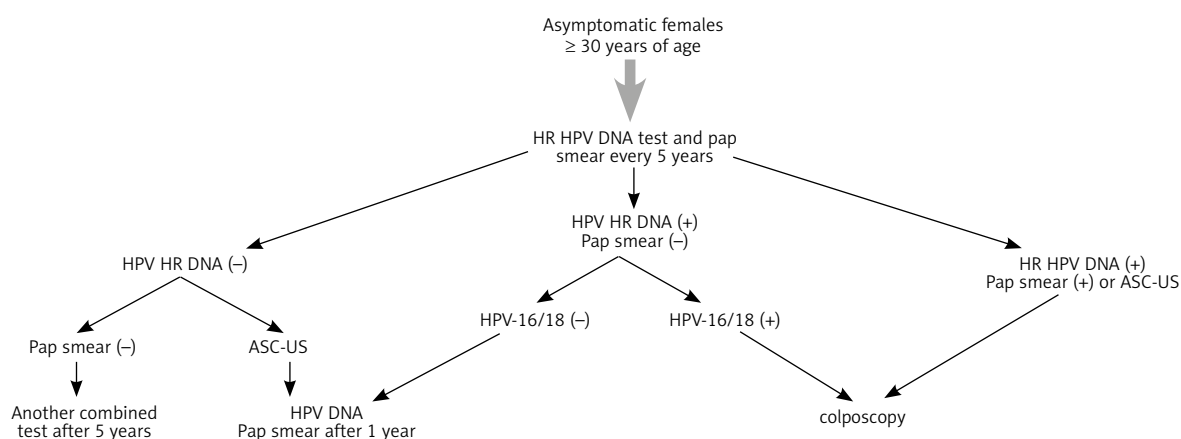 Asymptomatic females
≥ 30 years of age
HR HPV DNA test and pap
smear every 5 years
HPV HR DNA (+)
Pap smear (–)
HPV HR DNA (–)
HR HPV DNA (+)
Pap smear (+) or ASC-US
HPV-16/18 (–)
HPV-16/18 (+)
Pap smear (–)
ASC-US
Another combined
test after 5 years
HPV DNA
Pap smear after 1 year
colposcopy